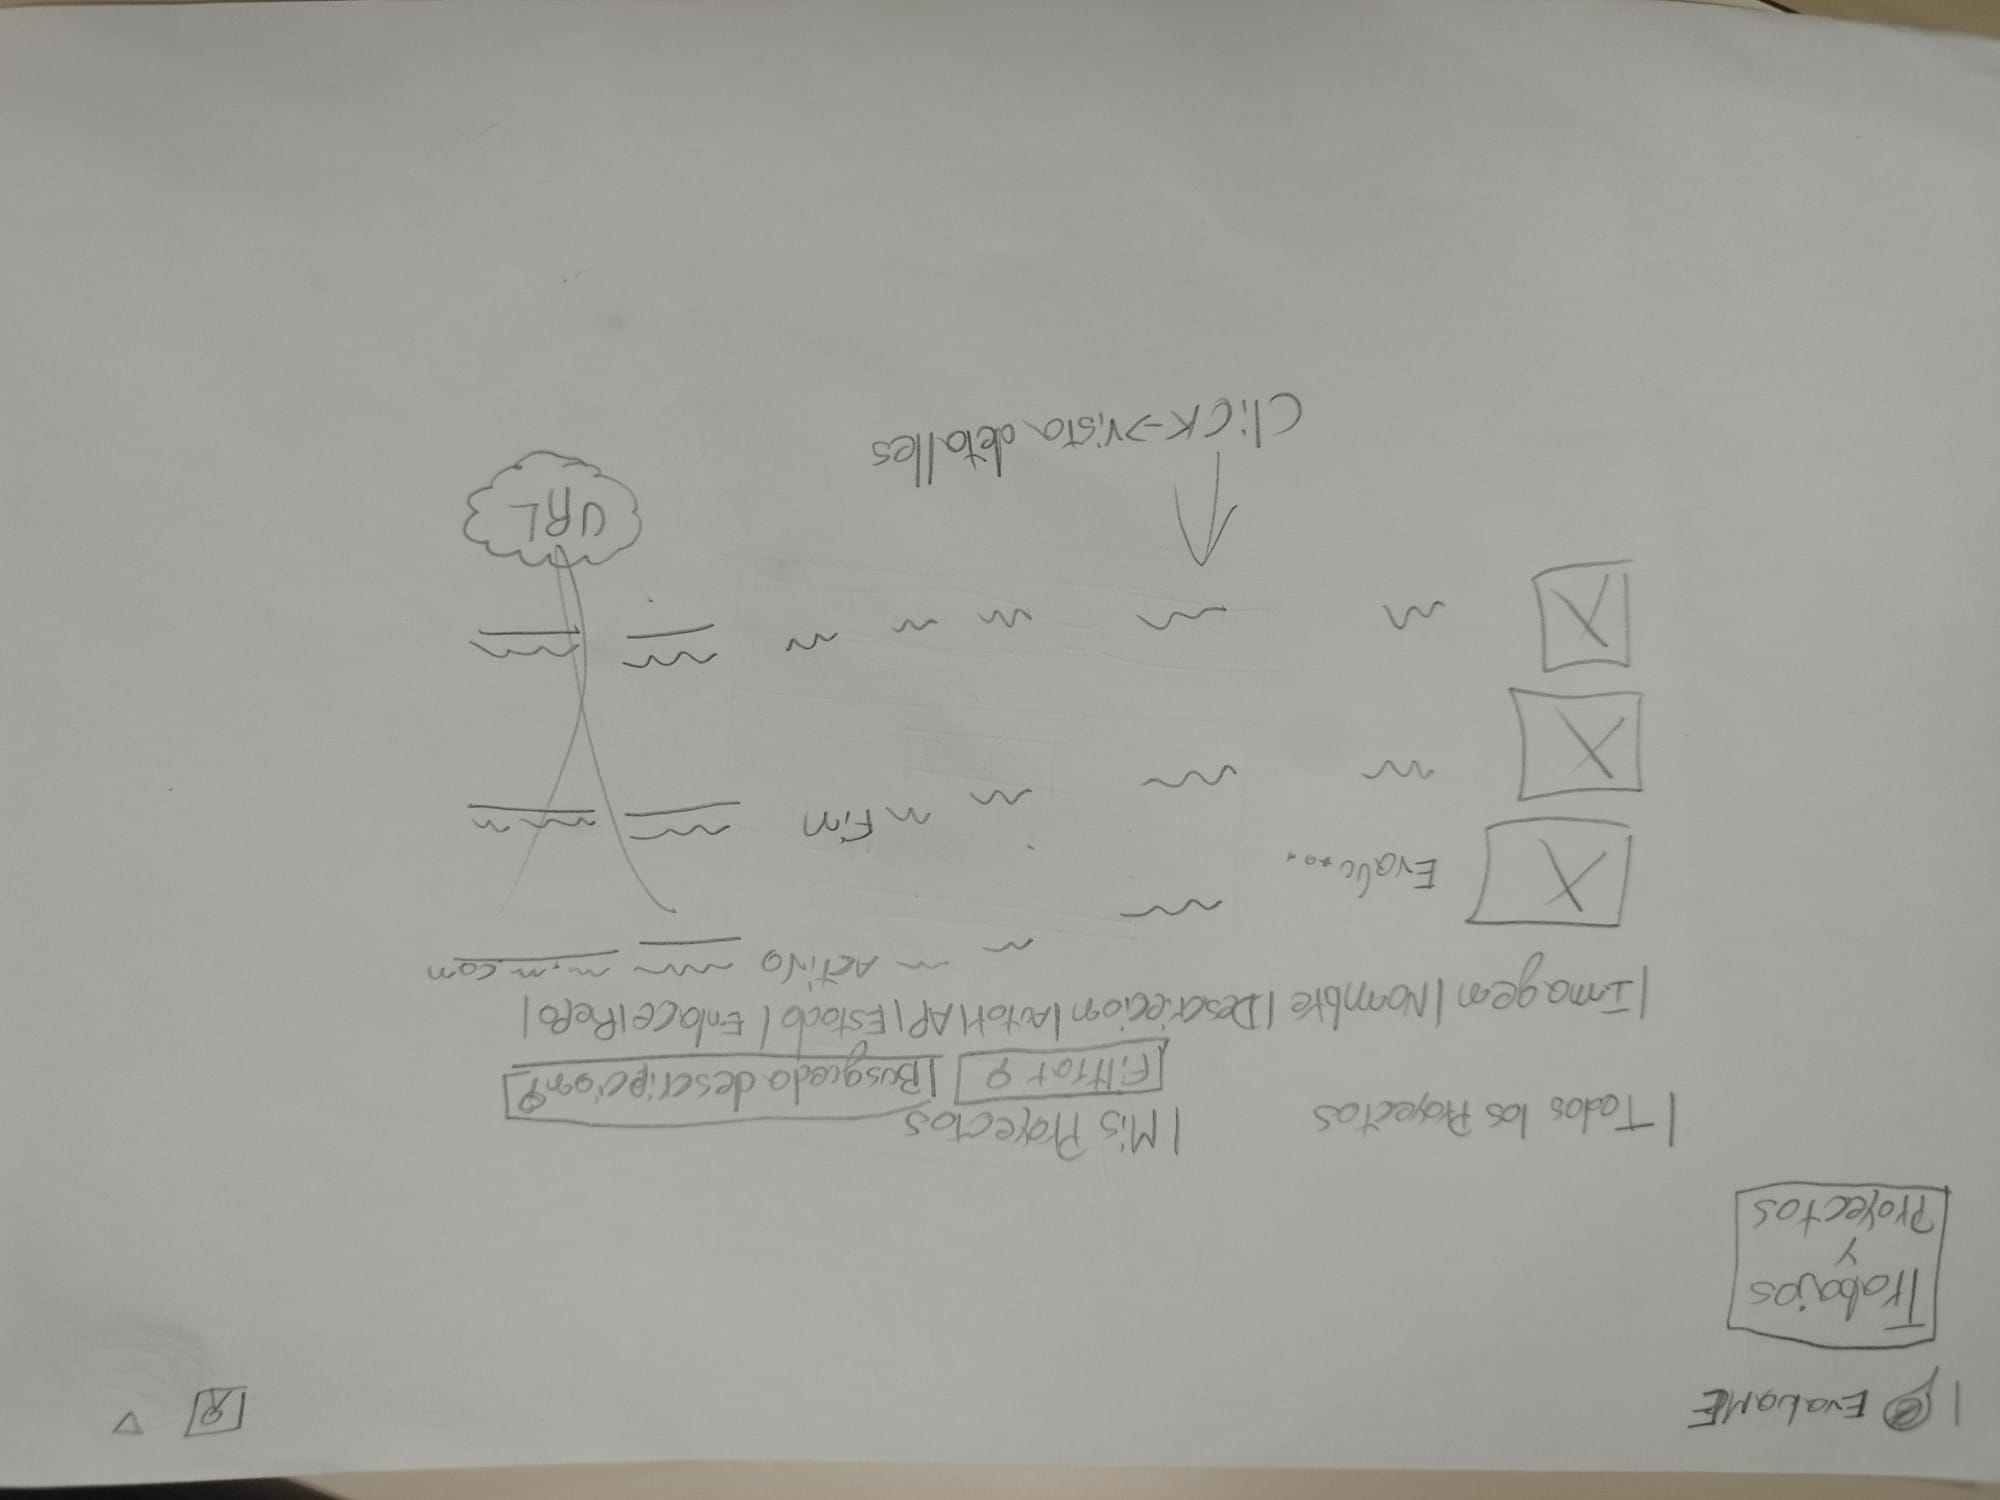 EvaluaME
Trabajos
y
Proyectos
| Todos los Proyectos
| Mis Proyectos
Filtrar
| Busqueda descripcion
| Imagen | Nombre | Descripcion | Autor | AP | Estado | Enlace | Repo |
Activo
.com
Evalu....
Fin
URL
Click->vista detalles